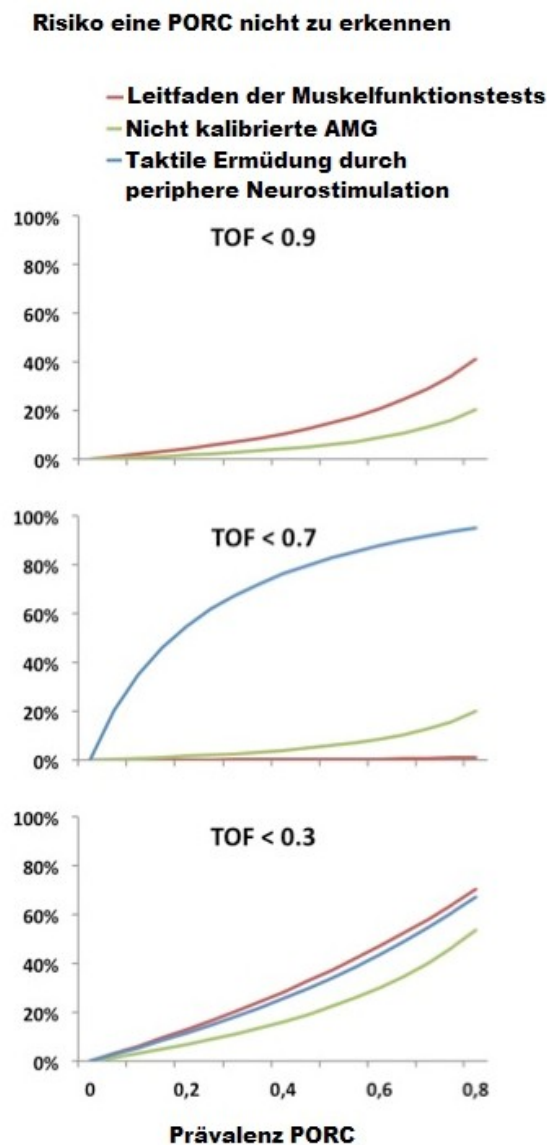 Risiko eine PORC nicht zu erkennen
Leitfaden der Muskelfunktionstests
Nicht kalibrierte AMG
Taktile Ermüdung durch
periphere Neurostimulation
100%
TOF < 0.9
80%
60%
40%
20%
0%
100%
TOF < 0.7
80%
60%
40%
20%
0%
100%
TOF < 0.3
80%
60%
40%
20%
0%
0 0,2 0,4 0,6 0,8
Prävalenz PORC